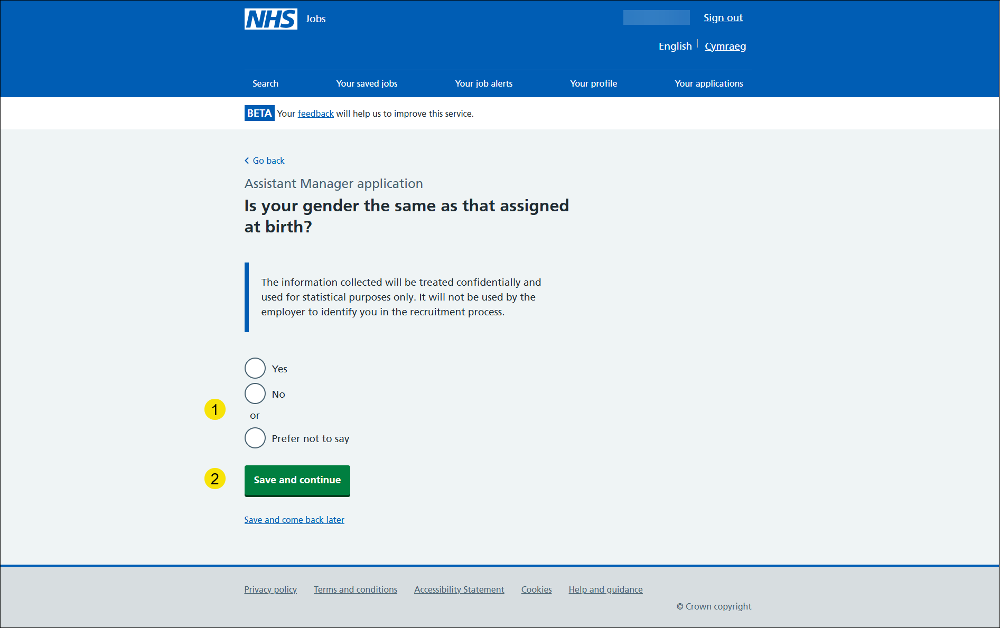 NHS Jobs
Sign out
English Cymraeg
Search Your saved jobs Your job alerts Your profile Your applications
BETA Your feedback will help us to improve this service.
Go back
Assistant Manager application
Is your gender the same as that assigned
at birth?
The information collected will be treated confidentially and
used for statistical purposes only. It will not be used by the
employer to identify you in the recruitment process.
Yes
No
1
or
Prefer not to say
2 Save and continue
Save and come back later
Privacy policy Terms and conditions Accessibility Statement Cookies Help and guidance
© Crown copyright